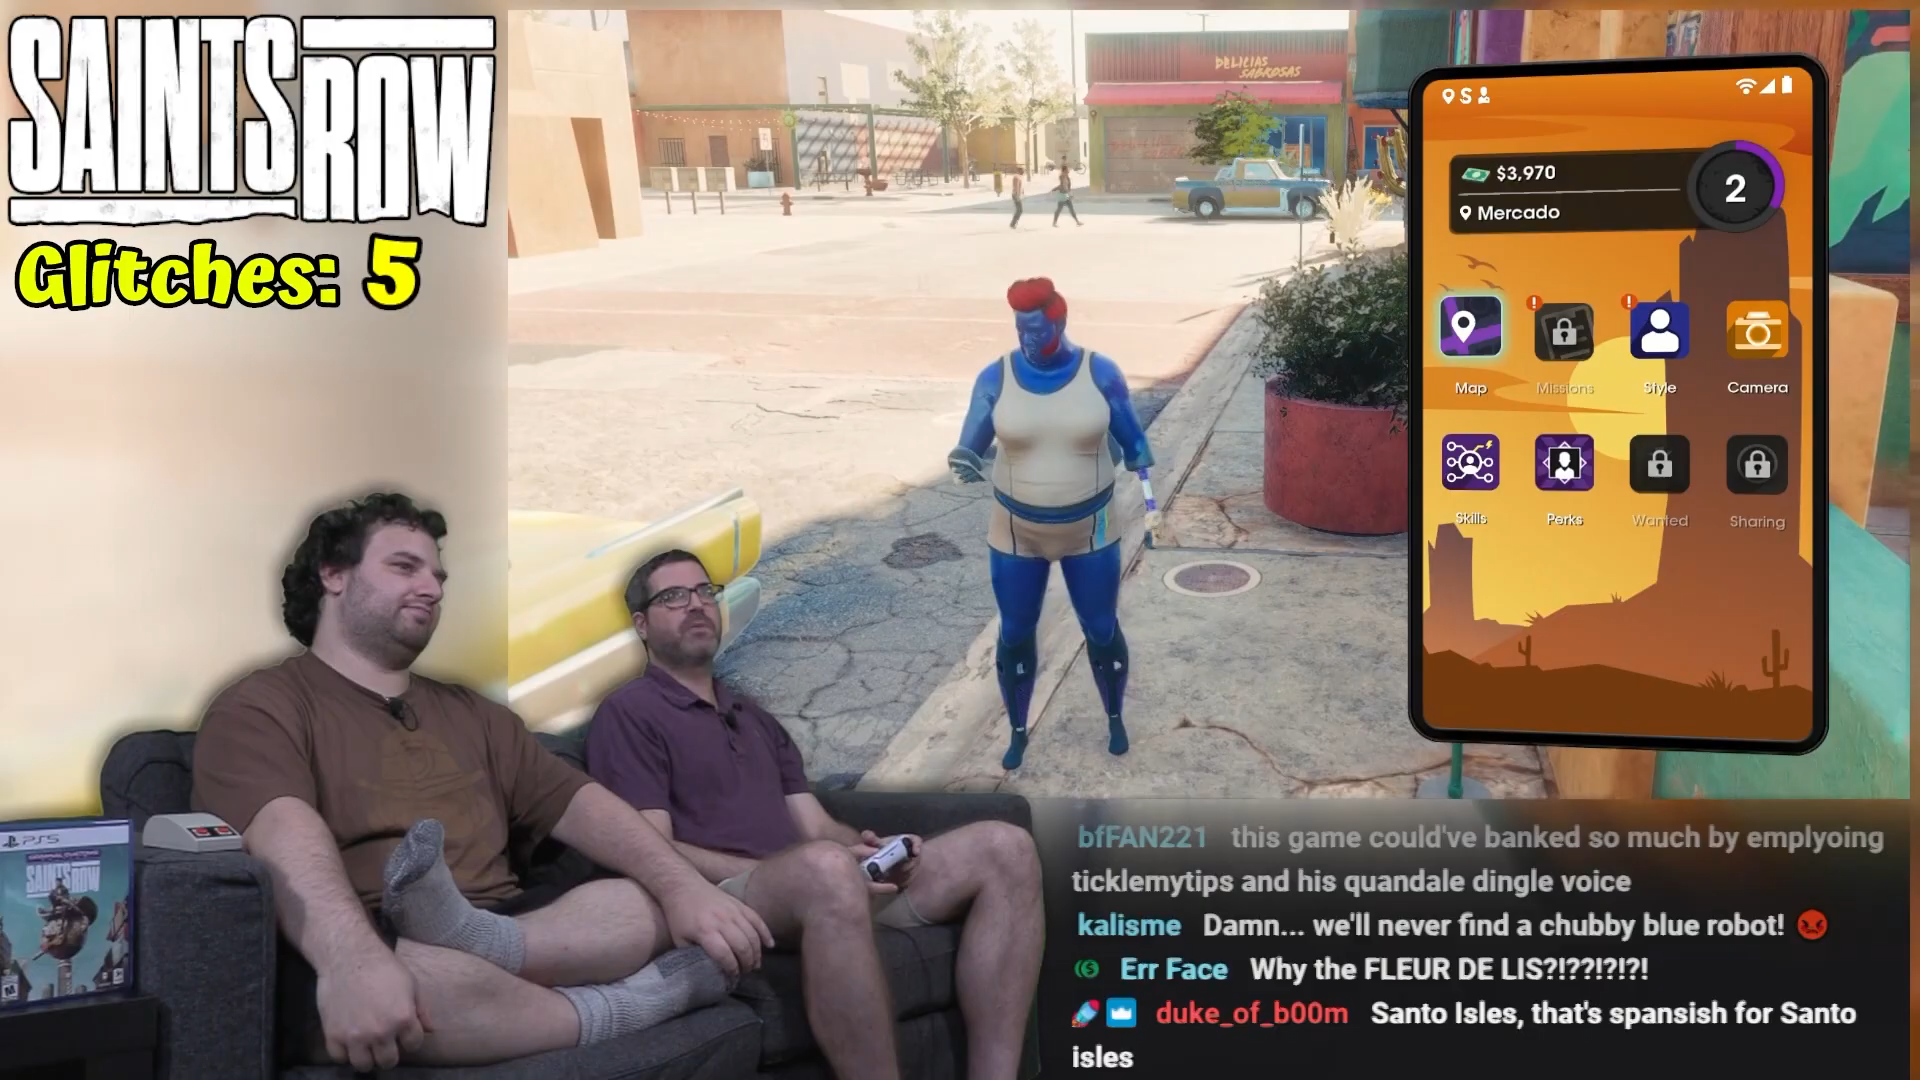 SAINTS ROW
Glitches: 5
DELICIAS
SABROSAS
S
$3,970
2
Mercado
Map
Missions
Style
Camera
Skills
Perks
Wanted
Sharing
PS5
SAINTS ROW
M
bfFAN221 this game could've banked so much by emplyoing
ticklemytips and his quandale dingle voice
kalisme Damn... we'll never find a chubby blue robot!
Err Face Why the FLEUR DE LIS?!??!?!?!
duke_of_b00m Santo Isles, that's spansish for Santo
isles